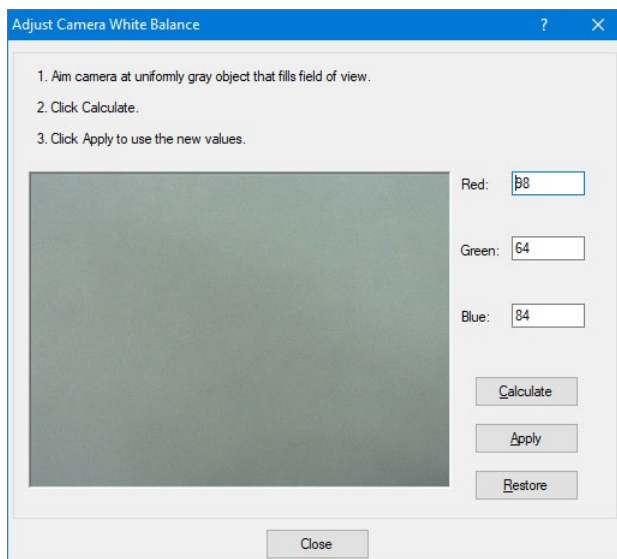 Adjust Camera White Balance
1. Aim camera at uniformly gray object that fills field of view.
2. Click Calculate.
3. Click Apply to use the new values.
Red: 98
Green: 64
Blue: 84
Calculate
Apply
Restore
Close